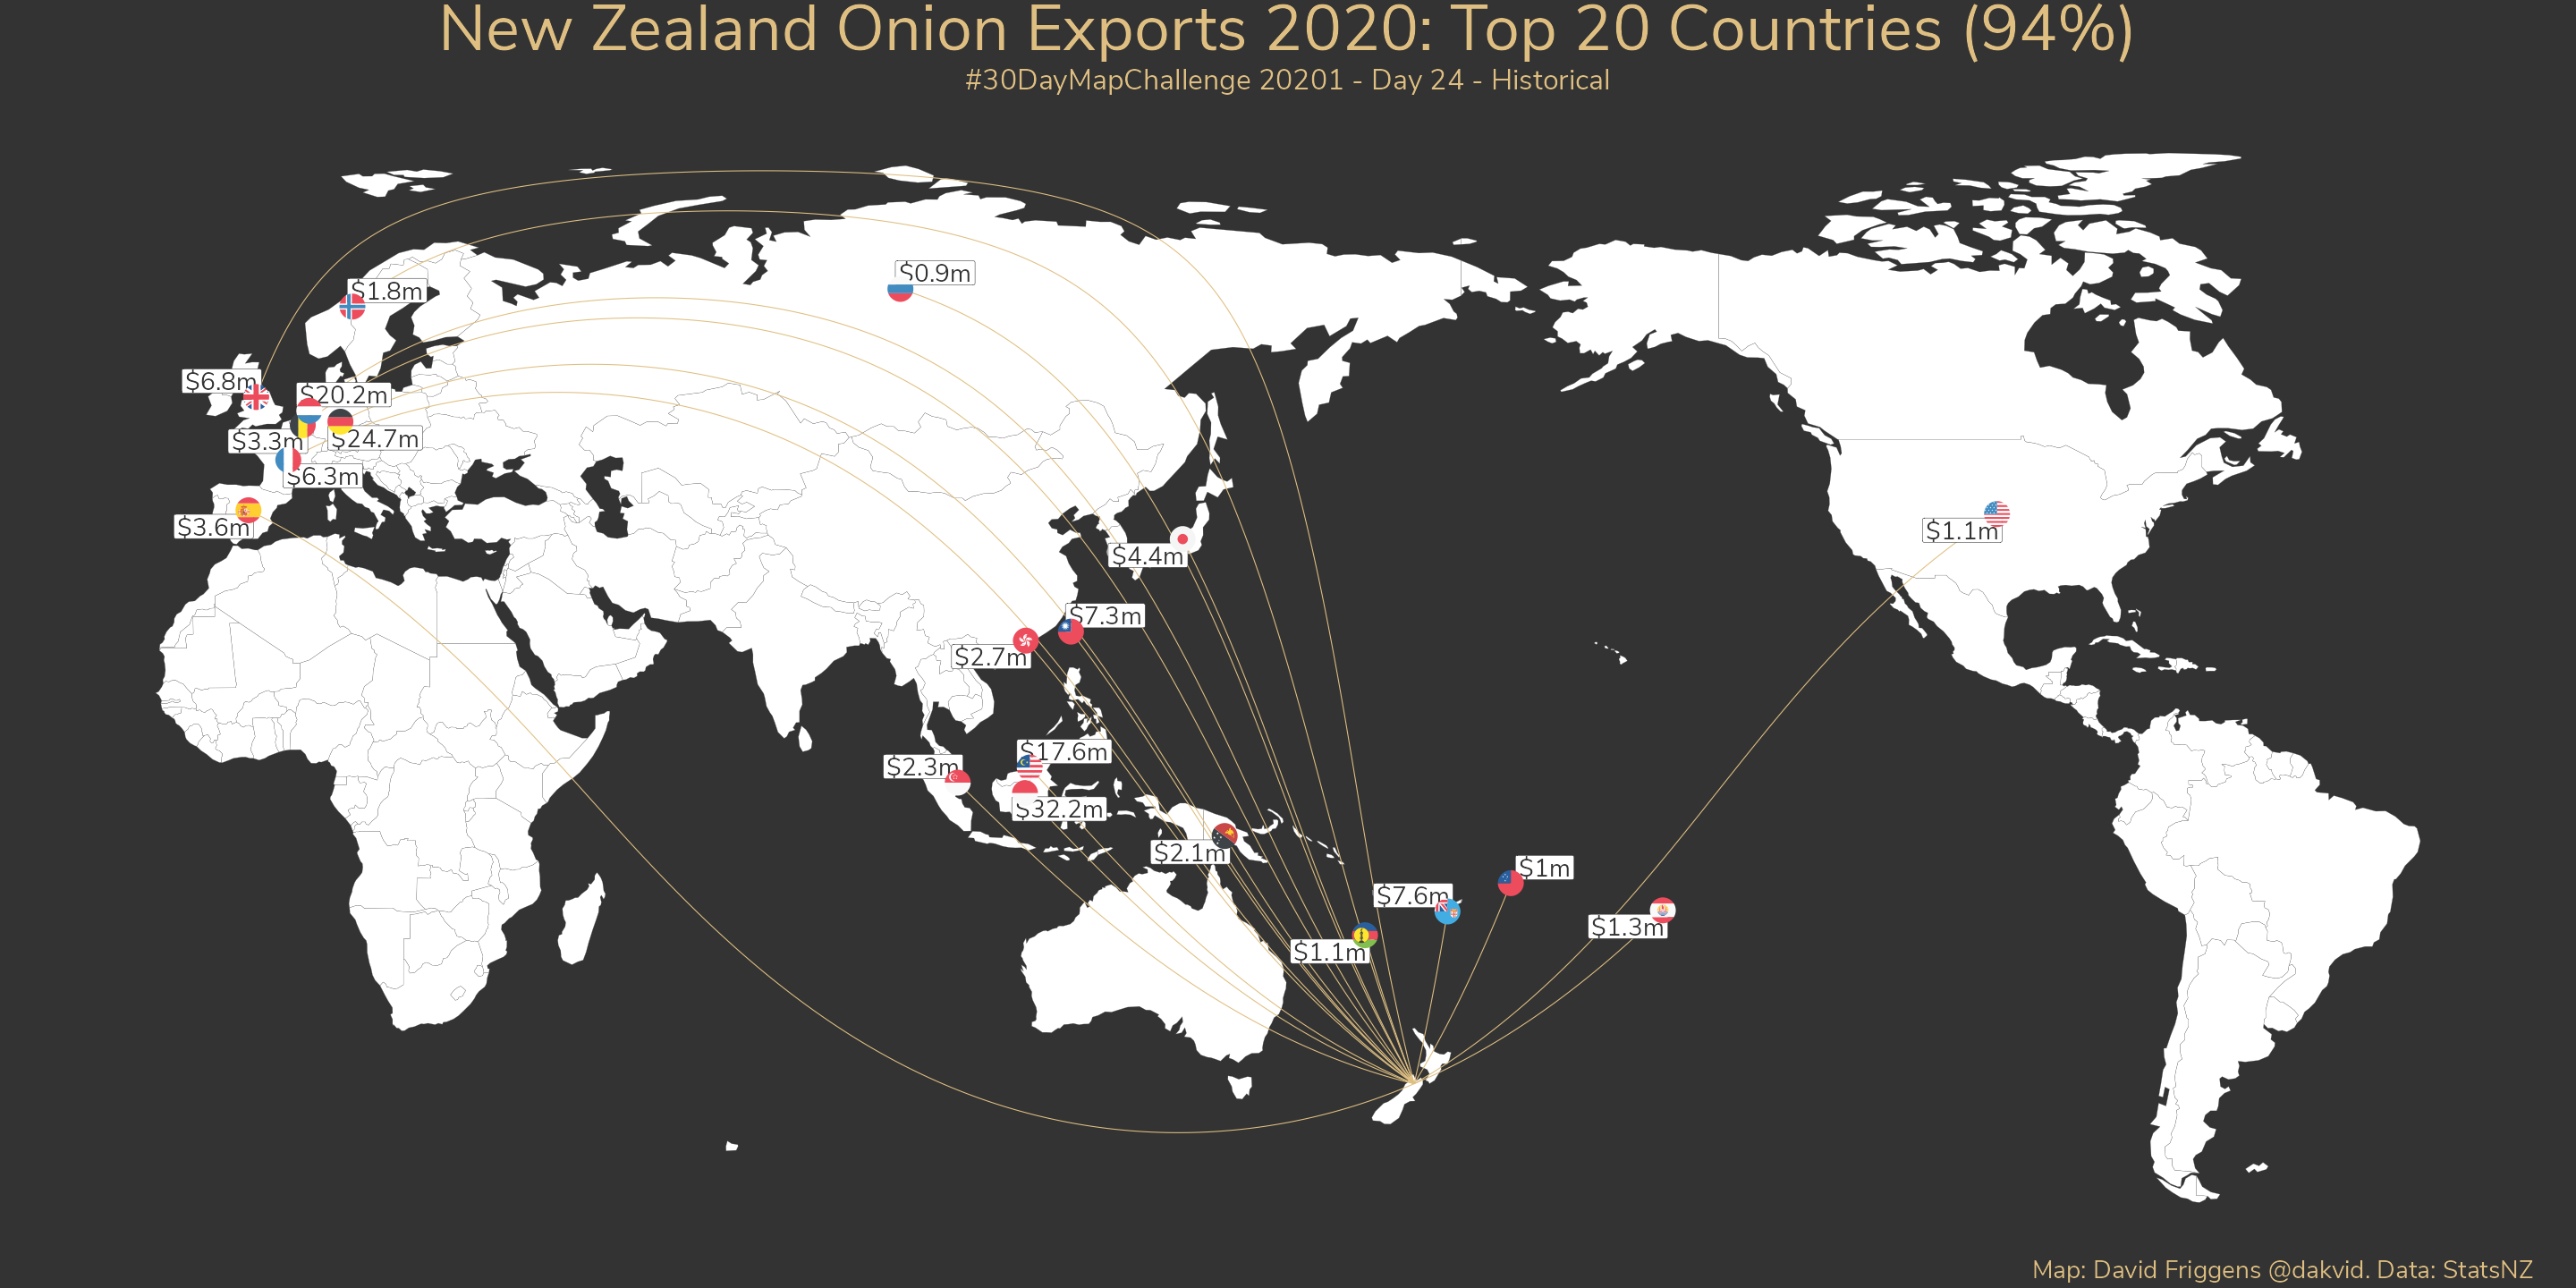 New Zealand Onion Exports 2020: Top 20 Countries (94%)
#30DayMapChallenge 20201 - Day 24 - Historical
$0.9m
$1.8m
$6.8m
$20.2m
$3.3m
$24.7m
$6.3m
$3.6m
$1.1m
$4.4m
$7.3m
$2.7m
$17.6m
$2.3m
$32.2m
$2.1m
$1m
$7.6m
$1.3m
$1.1m
Map: David Friggens @dakvid. Data: StatsNZ